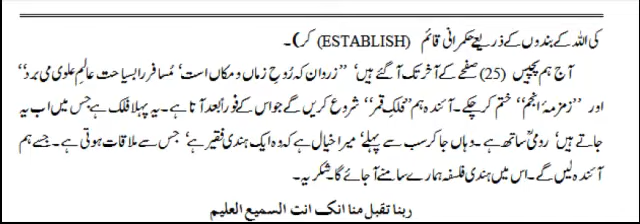 کی اللہ کے بندوں کے ذریعے حکمرانی قائم (ESTABLISH) کر)۔
آج ہم پچیس (25) صفحے کے آخر تک آ گئے ہیں‘ ’’زروان کہ رُوحِ زماں و مکاں است‘ مُسافر را بسیاحت عالمِ علوی می برد‘‘
اور ’’زمزمۂ انجم‘‘ ختم کر چکے۔ آئندہ ہم ’’فلکِ قمر‘‘ شروع کریں گے جو اس کے فوراً بعد آتا ہے۔ یہ پہلا فلک ہے جس میں اب یہ
جاتے ہیں‘ رومیؒ ساتھ ہے۔ وہاں جا کر سب سے پہلے‘ میرا خیال ہے کہ وہ ایک ہندی فقیر ہے‘ جس سے ملاقات ہوتی ہے۔ جسے ہم
آئندہ لیں گے۔ اس میں ہندی فلسفہ ہمارے سامنے آ جائے گا۔ شکریہ۔
ربنا تقبل منا انک انت السمیع العلیم